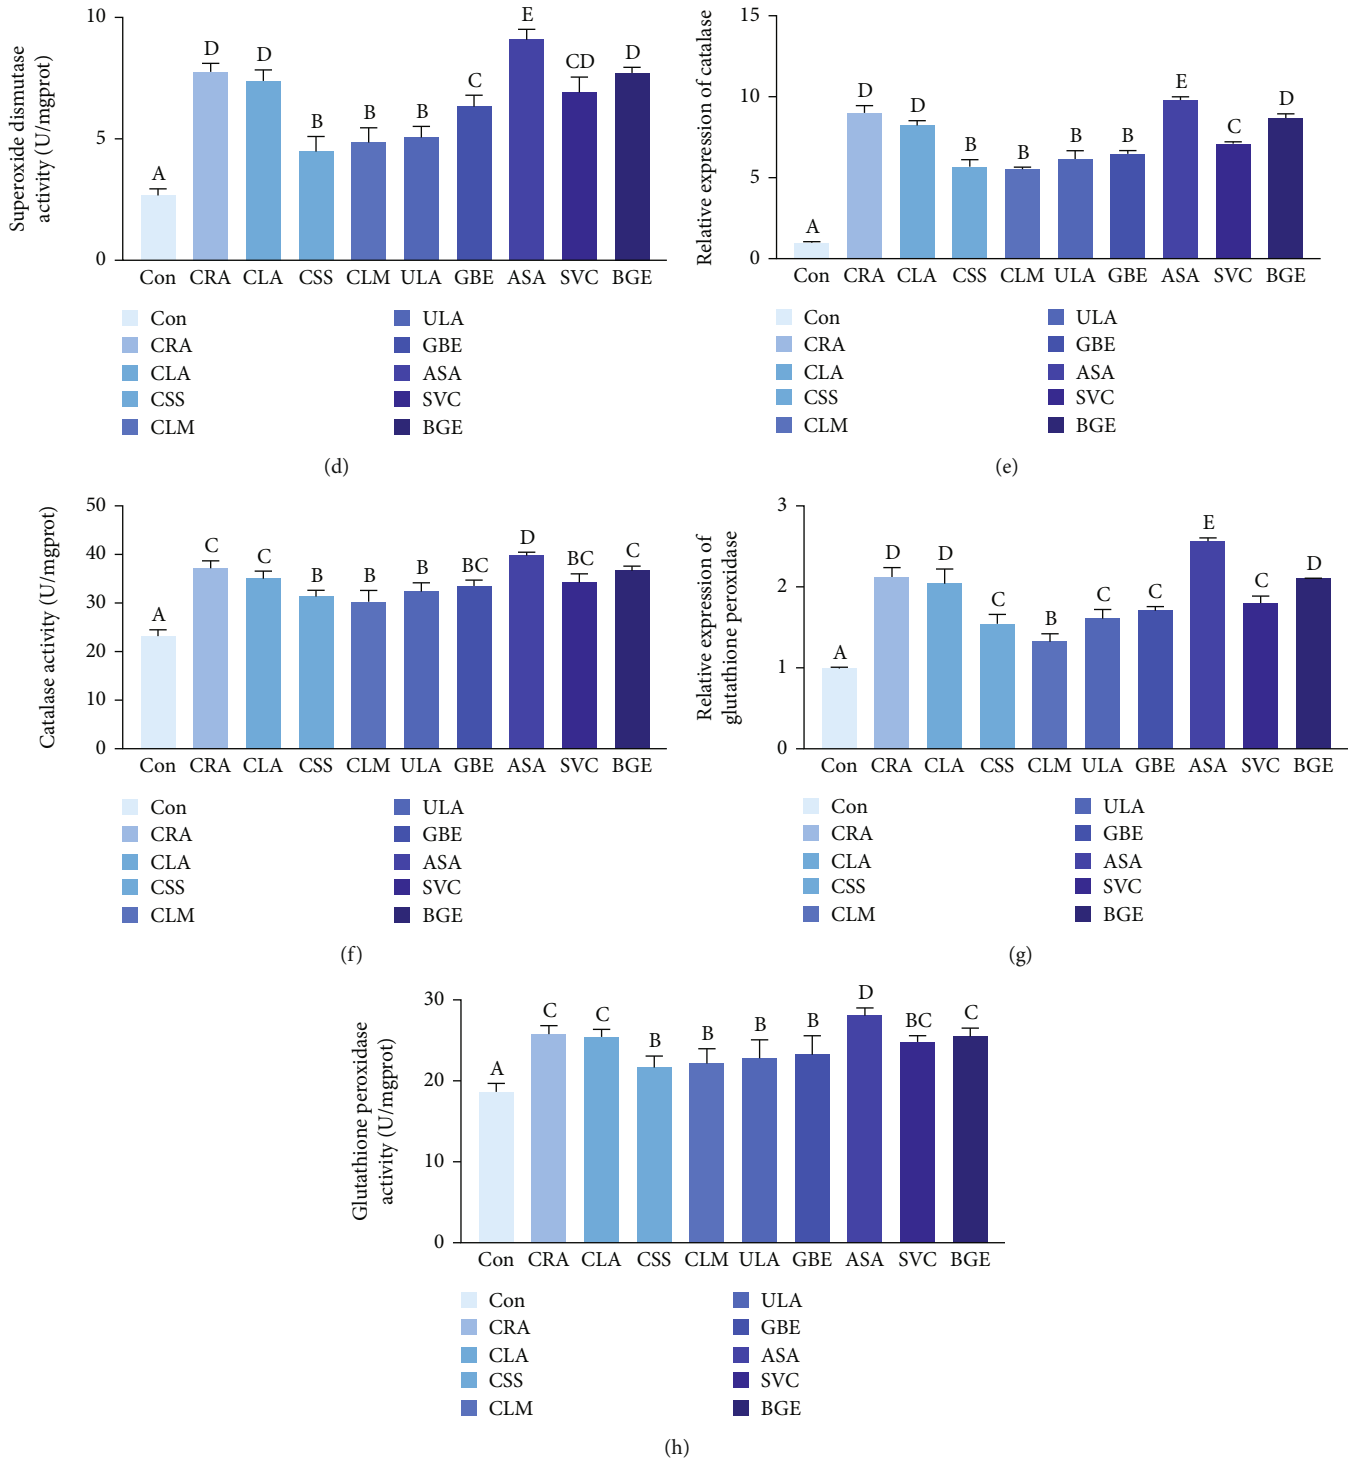 Superoxide dismutase
activity (U/mgprot)
10
5
0
A
D
D
B
B
B
C
E
CD
D
Con CRA CLA CSS CLM ULA GBE ASA SVC BGE
Con
CRA
CLA
CSS
CLM
ULA
GBE
ASA
SVC
BGE
(d)
Relative expression of catalase
15
10
5
0
A
D
D
B
B
B
B
E
C
D
Con CRA CLA CSS CLM ULA GBE ASA SVC BGE
Con
CRA
CLA
CSS
CLM
ULA
GBE
ASA
SVC
BGE
(e)
Catalase activity (U/mgprot)
50
40
30
20
10
0
A
C
C
B
B
B
BC
D
BC
C
Con CRA CLA CSS CLM ULA GBE ASA SVC BGE
Con
CRA
CLA
CSS
CLM
ULA
GBE
ASA
SVC
BGE
(f)
Relative expression of
glutathione peroxidase
3
2
1
0
A
D
D
C
B
C
C
E
C
D
Con CRA CLA CSS CLM ULA GBE ASA SVC BGE
Con
CRA
CLA
CSS
CLM
ULA
GBE
ASA
SVC
BGE
(g)
Glutathione peroxidase
activity (U/mgprot)
30
20
10
0
A
C
C
B
B
B
B
D
BC
C
Con CRA CLA CSS CLM ULA GBE ASA SVC BGE
Con
CRA
CLA
CSS
CLM
ULA
GBE
ASA
SVC
BGE
(h)